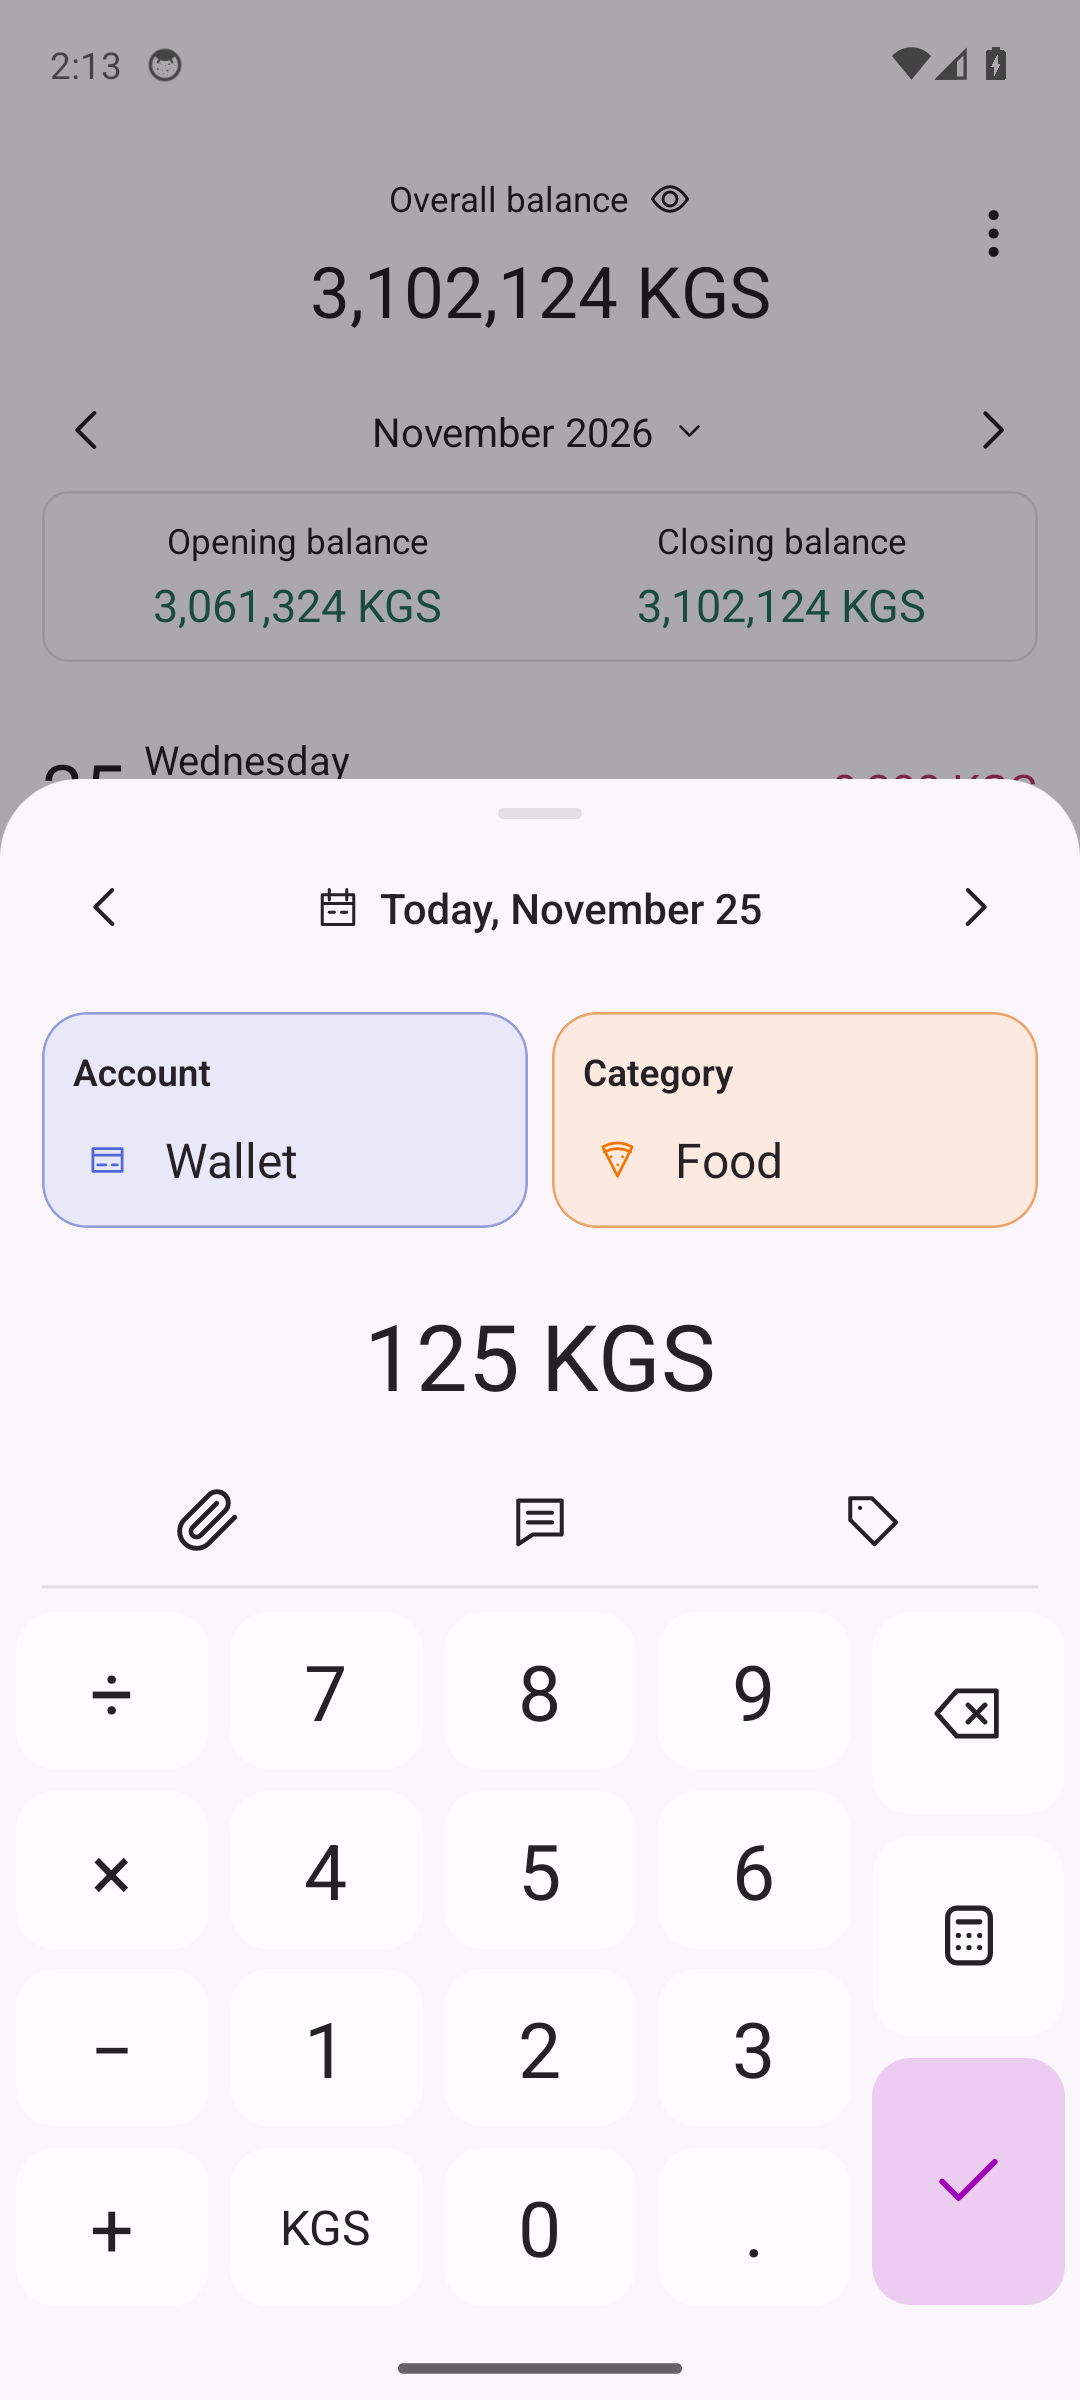 2:13
Overall balance
3,102,124 KGS
November 2026
Opening balance
Closing balance
3,061,324 KGS
3,102,124 KGS
Wednesday
Today, November 25
Account
Category
Wallet
Food
125 KGS
÷ 7 8 9
× 4 5 6
− 1 2 3
+ KGS 0 .